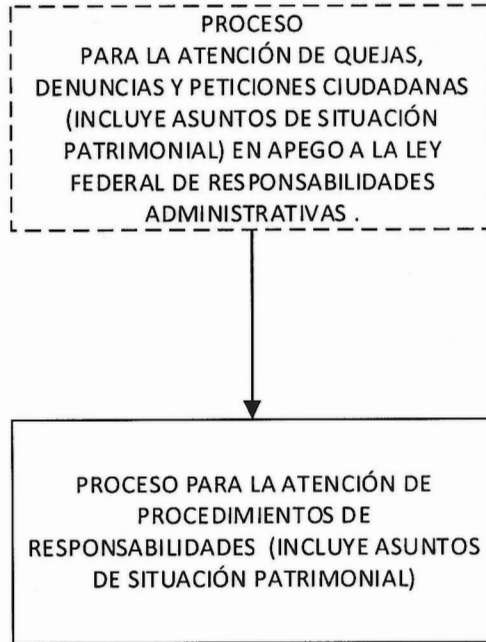 PROCESO
PARA LA ATENCIÓN DE QUEJAS,
DENUNCIAS Y PETICIONES CIUDADANAS
(INCLUYE ASUNTOS DE SITUACIÓN
PATRIMONIAL) EN APEGO A LA LEY
FEDERAL DE RESPONSABILIDADES
ADMINISTRATIVAS .
PROCESO PARA LA ATENCIÓN DE
PROCEDIMIENTOS DE
RESPONSABILIDADES (INCLUYE ASUNTOS
DE SITUACIÓN PATRIMONIAL)